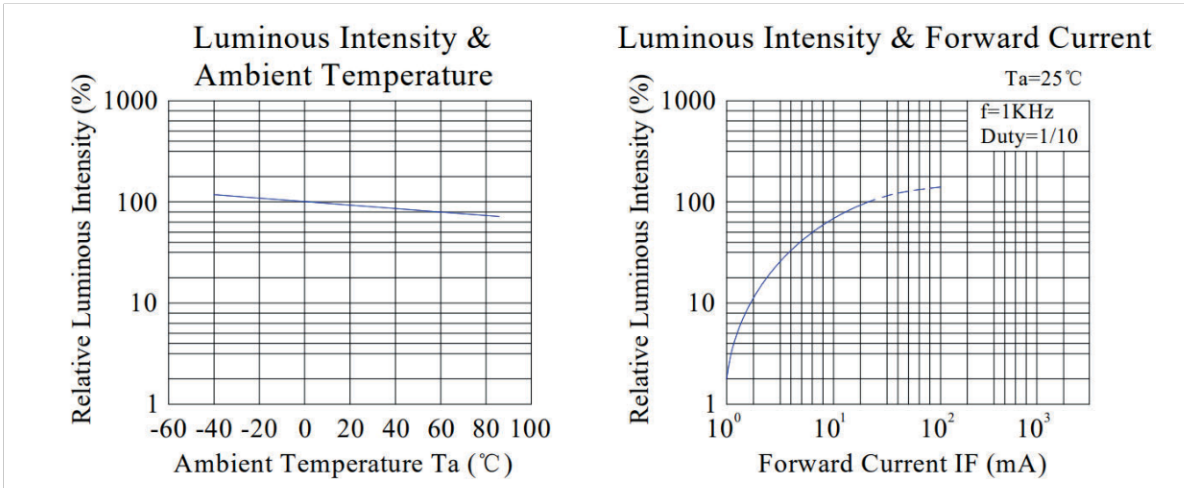 Luminous Intensity &
Ambient Temperature
Relative Luminous Intensity (%)
1000
100
10
1
-60 -40 -20 0 20 40 60 80 100
Ambient Temperature Ta (℃)
Luminous Intensity & Forward Current
Ta=25℃
f=1KHz
Duty=1/10
Relative Luminous Intensity (%)
1000
100
10
1
10⁰ 10¹ 10² 10³
Forward Current IF (mA)